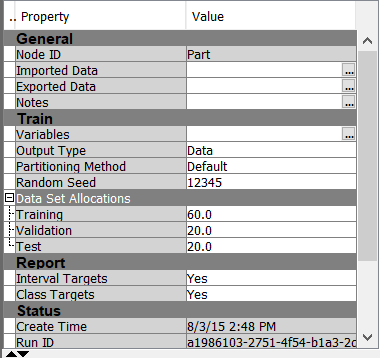 .. Property Value
General
Node ID Part
Imported Data ...
Exported Data ...
Notes ...
Train
Variables ...
Output Type Data
Partitioning Method Default
Random Seed 12345
Data Set Allocations
Training 60.0
Validation 20.0
Test 20.0
Report
Interval Targets Yes
Class Targets Yes
Status
Create Time 8/3/15 2:48 PM
Run ID a1986103-2751-4f54-b1a3-2